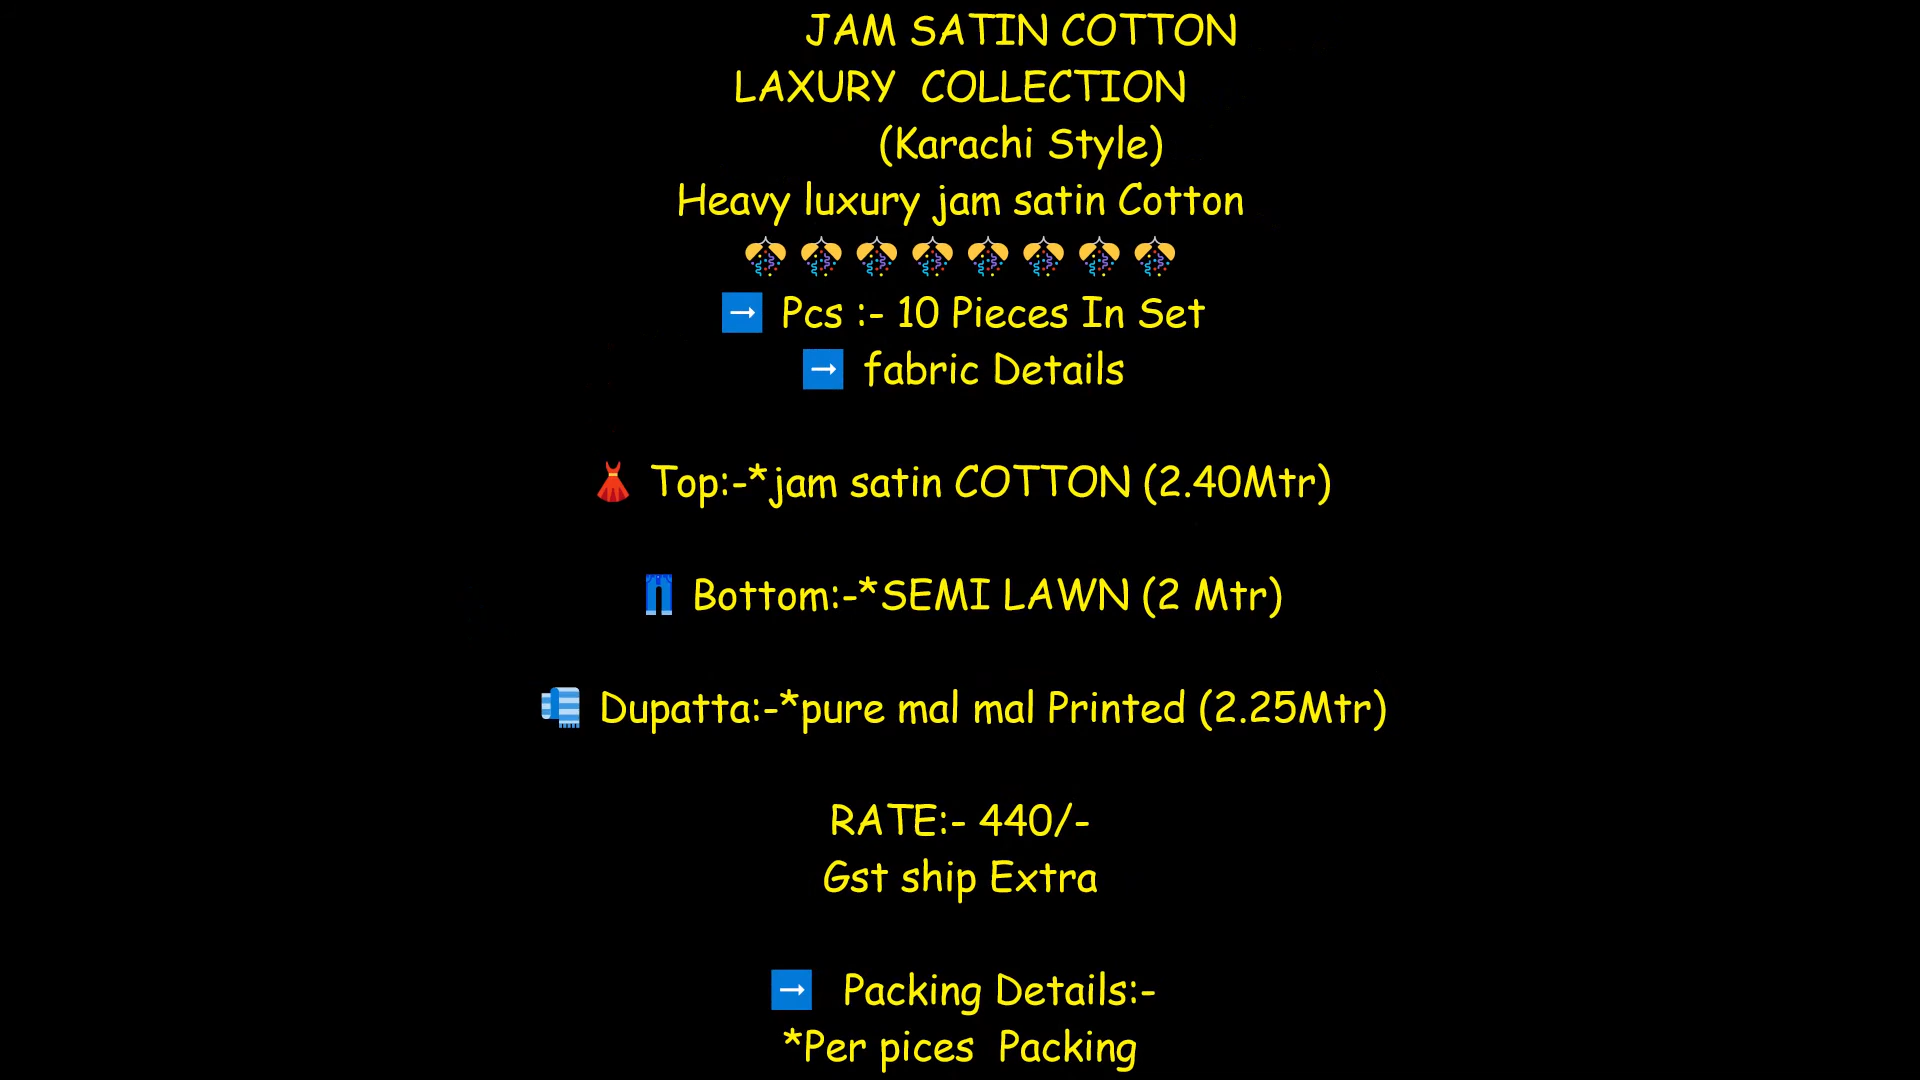 JAM SATIN COTTON
LAXURY  COLLECTION
(Karachi Style)
Heavy luxury jam satin Cotton
🎊 🎊 🎊 🎊 🎊 🎊 🎊 🎊
➡ Pcs :- 10 Pieces In Set
➡ fabric Details
👗 Top:-*jam satin COTTON (2.40Mtr)
👖 Bottom:-*SEMI LAWN (2 Mtr)
🧣 Dupatta:-*pure mal mal Printed (2.25Mtr)
RATE:- 440/-
Gst ship Extra
➡  Packing Details:-
*Per pices  Packing